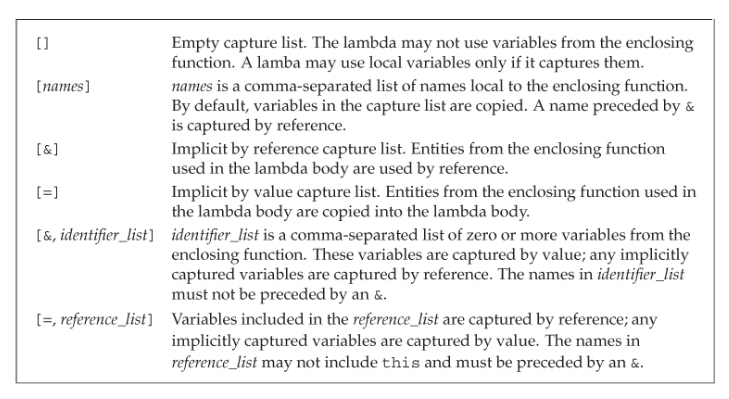 [] Empty capture list. The lambda may not use variables from the enclosing
function. A lamba may use local variables only if it captures them.
[names] names is a comma-separated list of names local to the enclosing function.
By default, variables in the capture list are copied. A name preceded by &
is captured by reference.
[&] Implicit by reference capture list. Entities from the enclosing function
used in the lambda body are used by reference.
[=] Implicit by value capture list. Entities from the enclosing function used in
the lambda body are copied into the lambda body.
[&, identifier_list] identifier_list is a comma-separated list of zero or more variables from the
enclosing function. These variables are captured by value; any implicitly
captured variables are captured by reference. The names in identifier_list
must not be preceded by an &.
[=, reference_list] Variables included in the reference_list are captured by reference; any
implicitly captured variables are captured by value. The names in
reference_list may not include this and must be preceded by an &.